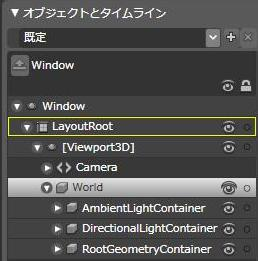 オブジェクトとタイムライン
既定
Window
Window
LayoutRoot
[Viewport3D]
Camera
World
AmbientLightContainer
DirectionalLightContainer
RootGeometryContainer